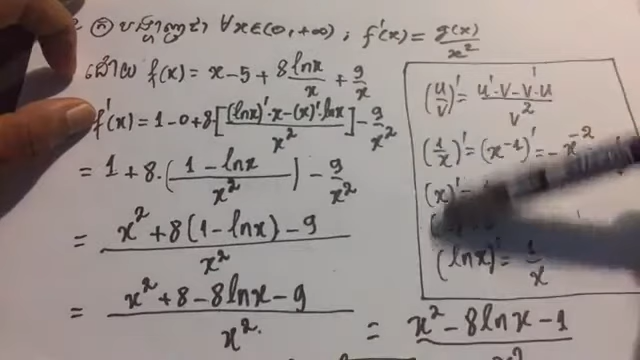 បង្ហាញថា ∀x∈(0,+∞) ; f'(x) = g(x)/x²
ដោយ f(x) = x-5+8 lnx/x + 9/x
f'(x) = 1-0+8[((lnx)'·x-(x)'·lnx)/x²] - 9/x²
= 1+8·((1-lnx)/x²) - 9/x²
= (x²+8(1-lnx)-9)/x²
= (x²+8-8lnx-9)/x²·
= (x²-8lnx-1)/x²
(u/v)' = (u'·v-v'·u)/v²
(1/x)' = (x⁻¹)' = -x⁻²
(x)' =
(lnx)' = 1/x